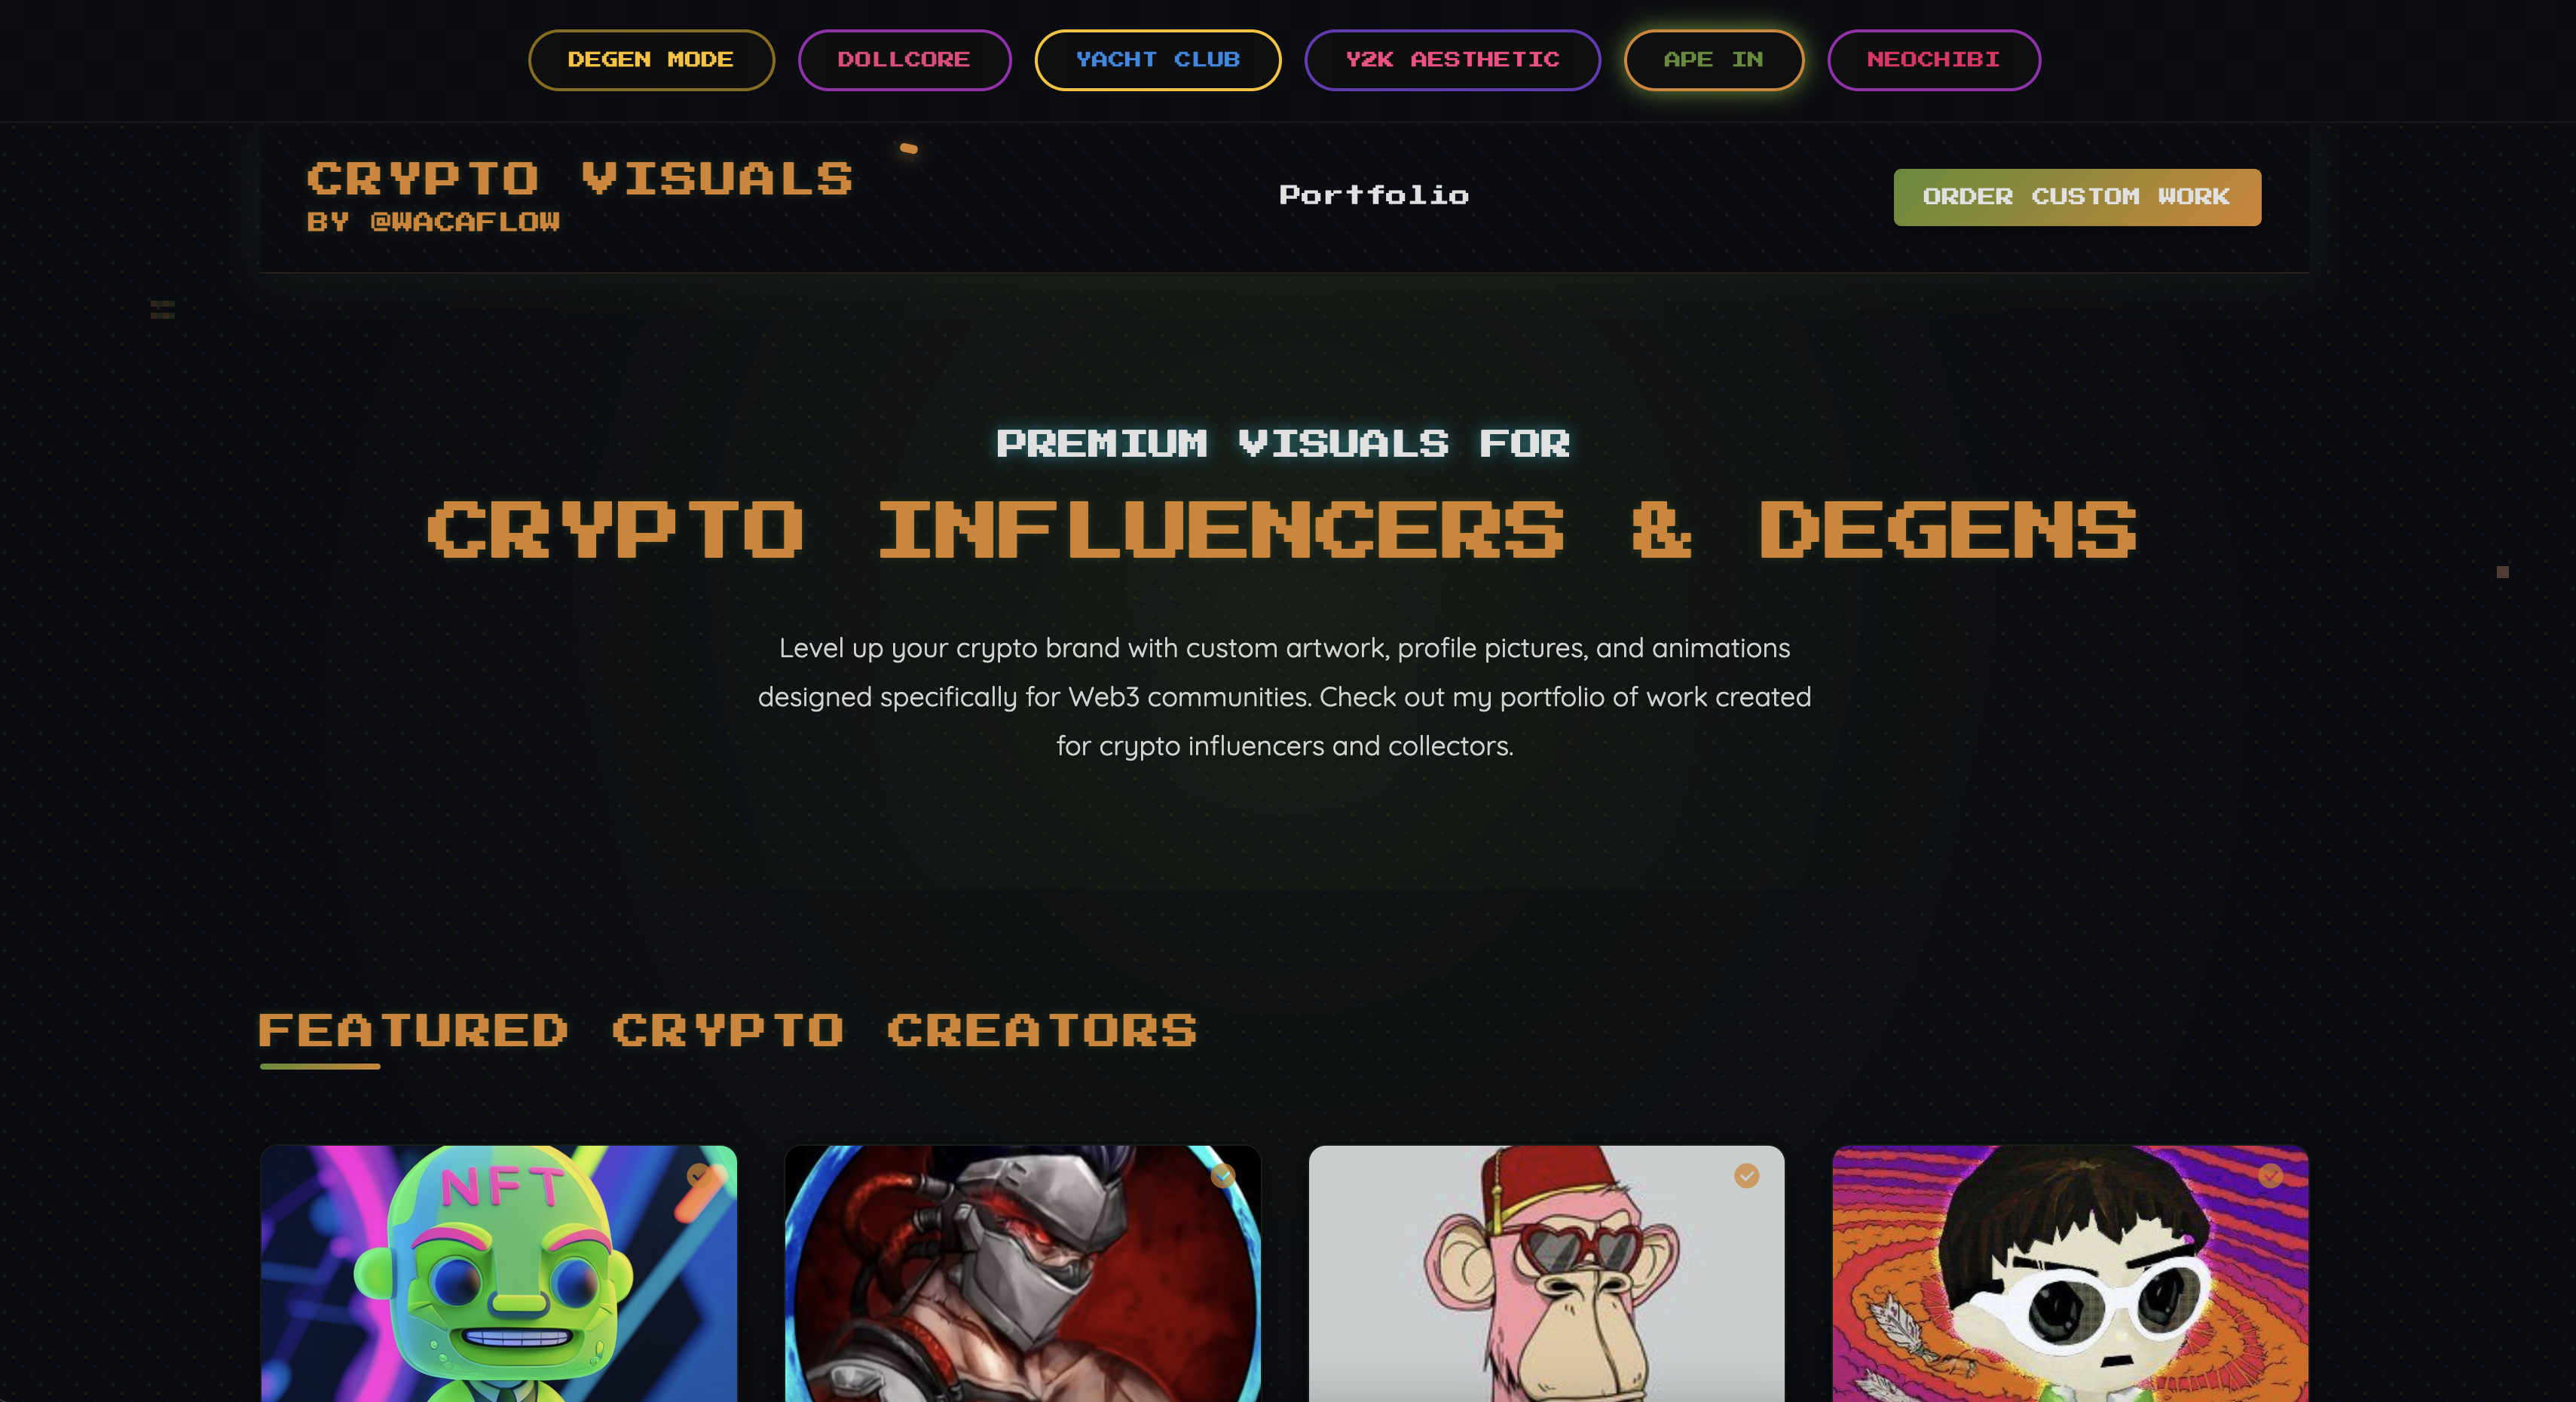 DEGEN MODE
DOLLCORE
YACHT CLUB
Y2K AESTHETIC
APE IN
NEOCHIBI
CRYPTO VISUALS
BY @WACAFLOW
Portfolio
ORDER CUSTOM WORK
PREMIUM VISUALS FOR
CRYPTO INFLUENCERS & DEGENS
Level up your crypto brand with custom artwork, profile pictures, and animations
designed specifically for Web3 communities. Check out my portfolio of work created
for crypto influencers and collectors.
FEATURED CRYPTO CREATORS
NFT